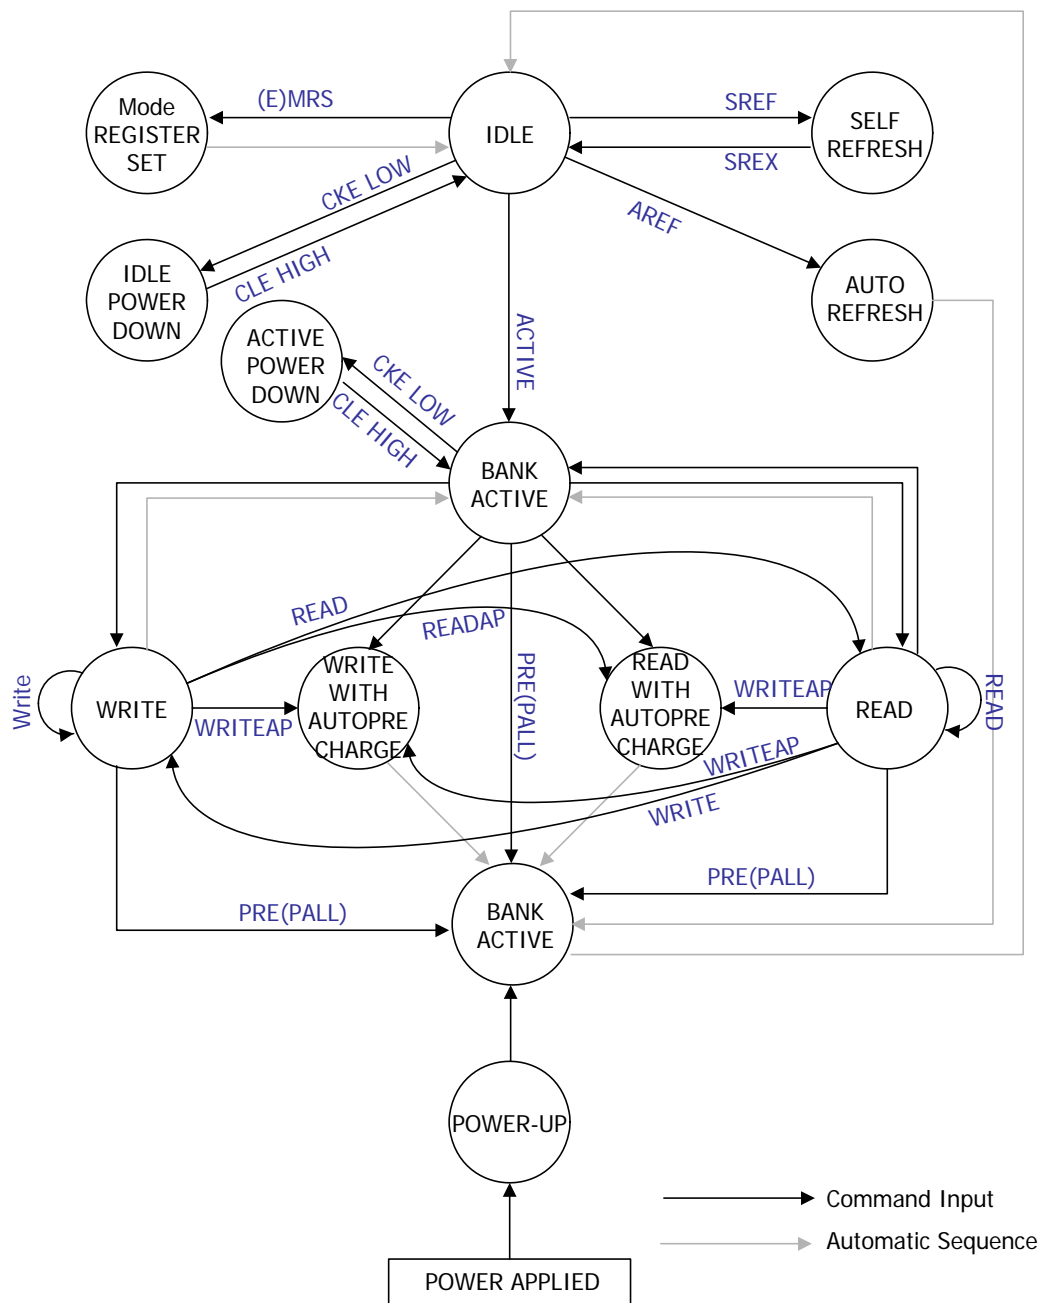 (E)MRS
Mode
REGISTER
SET
IDLE
SREF
SREX
SELF
REFRESH
CKE LOW
CLE HIGH
AREF
IDLE
POWER
DOWN
AUTO
REFRESH
ACTIVE
ACTIVE
POWER
DOWN
CKE LOW
CLE HIGH
BANK
ACTIVE
READ
READAP
PRE(PALL)
Write
WRITE
WRITEAP
WRITE
WITH
AUTOPRE
CHARGE
READ
WITH
AUTOPRE
CHARGE
WRITEAP
READ
READ
WRITEAP
WRITE
PRE(PALL)
PRE(PALL)
BANK
ACTIVE
POWER-UP
Command Input
Automatic Sequence
POWER APPLIED